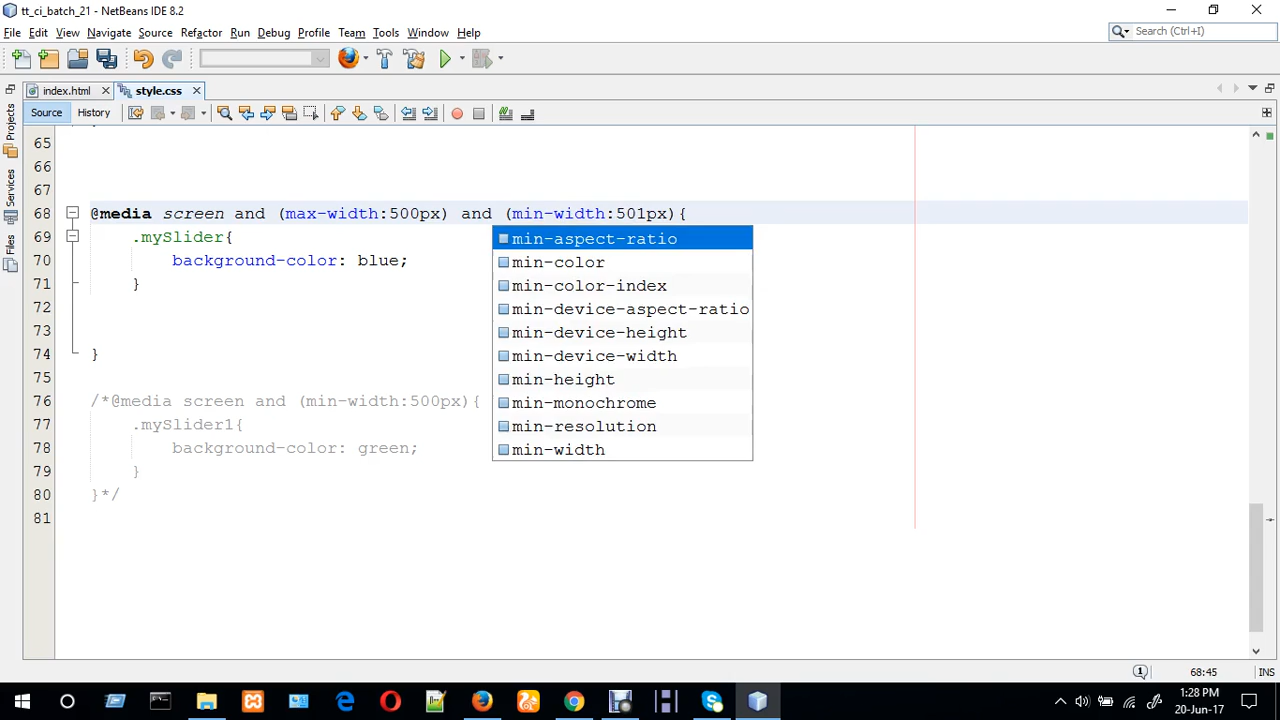 tt_ci_batch_21 - NetBeans IDE 8.2
File Edit View Navigate Source Refactor Run Debug Profile Team Tools Window Help
Search (Ctrl+I)
index.html style.css
Source History
Projects
Services
Files
65
66
67
68 @media screen and (max-width:500px) and (min-width:501px){
69 .mySlider{
min-aspect-ratio
70 background-color: blue;
min-color
71 }
min-color-index
72
min-device-aspect-ratio
73
min-device-height
74 }
min-device-width
75
min-height
76 /*@media screen and (min-width:500px){
min-monochrome
77 .mySlider1{
min-resolution
78 background-color: green;
min-width
79 }
80 }*/
81
1 68:45 INS
1:28 PM
20-Jun-17